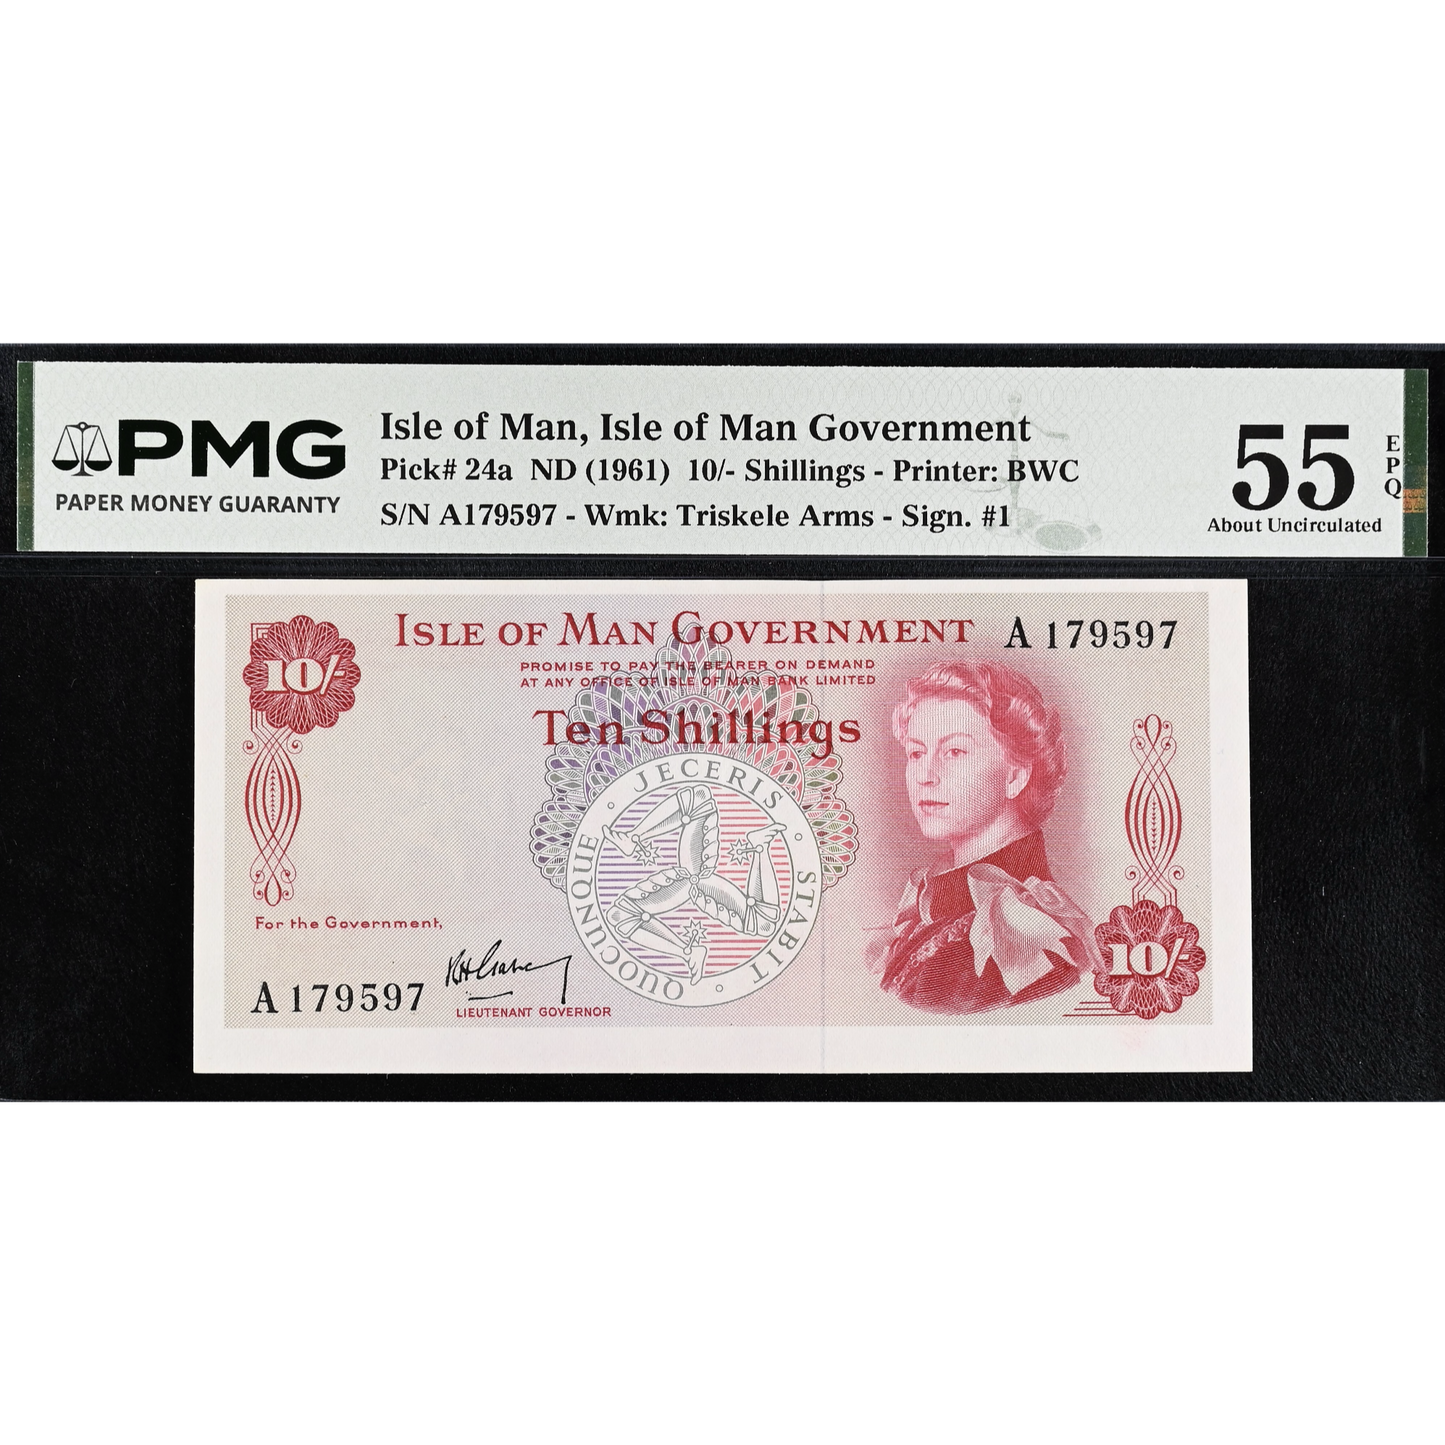 PMG
PAPER MONEY GUARANTY
Isle of Man, Isle of Man Government
Pick# 24a ND (1961) 10/- Shillings - Printer: BWC
S/N A179597 - Wmk: Triskele Arms - Sign. #1
55
About Uncirculated
EPQ
10/-
ISLE OF MAN GOVERNMENT
A 179597
PROMISE TO PAY THE BEARER ON DEMAND
AT ANY OFFICE OF ISLE OF MAN BANK LIMITED
Ten Shillings
QUOCUNQUE · JECERIS · STABIT ·
For the Government,
A 179597
LIEUTENANT GOVERNOR
10/-